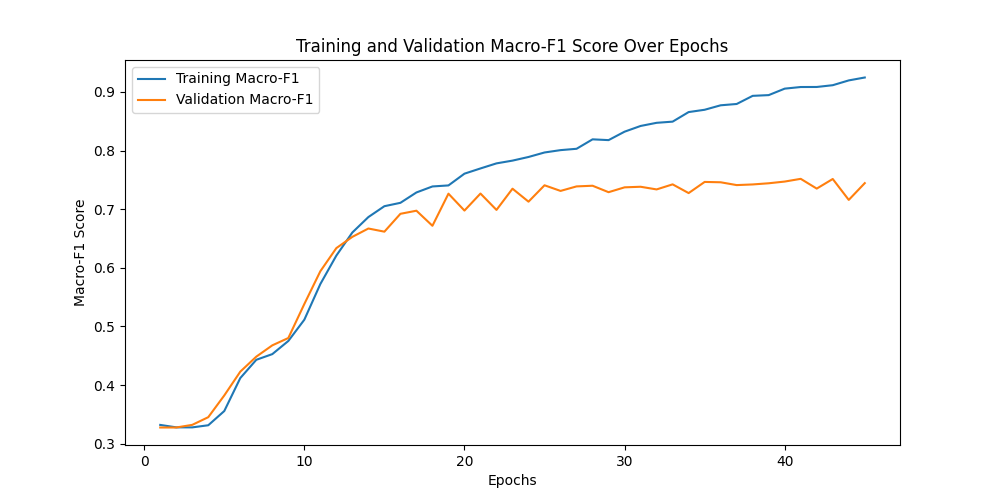 Training and Validation Macro-F1 Score Over Epochs
Training Macro-F1
Validation Macro-F1
0.9
0.8
0.7
0.6
0.5
0.4
0.3
Macro-F1 Score
0 10 20 30 40
Epochs